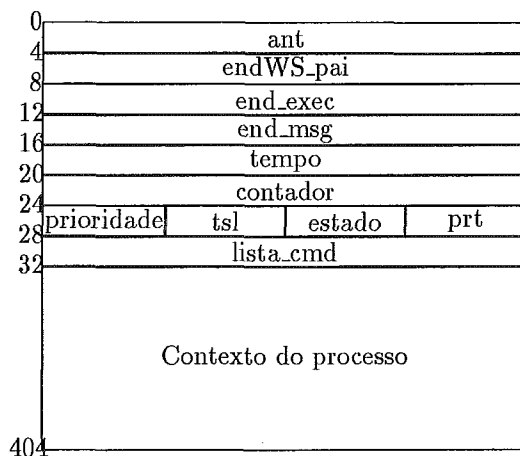 0
ant
4
endWS_pai
8
end_exec
12
end_msg
16
tempo
20
contador
24
prioridade tsl estado prt
28
lista_cmd
32
Contexto do processo
404